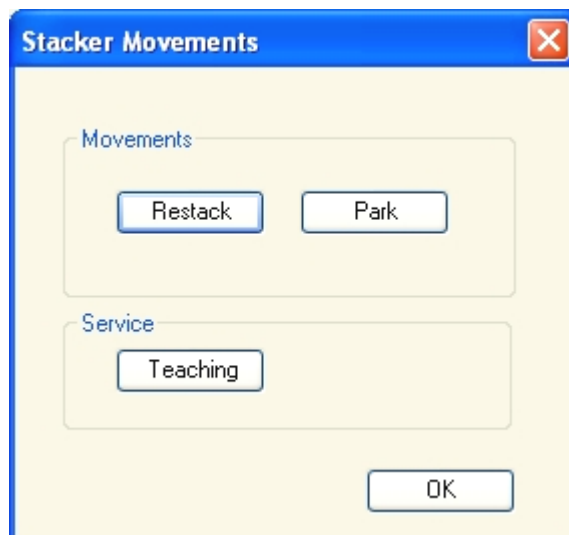 Stacker Movements
Movements
Restack Park
Service
Teaching
OK